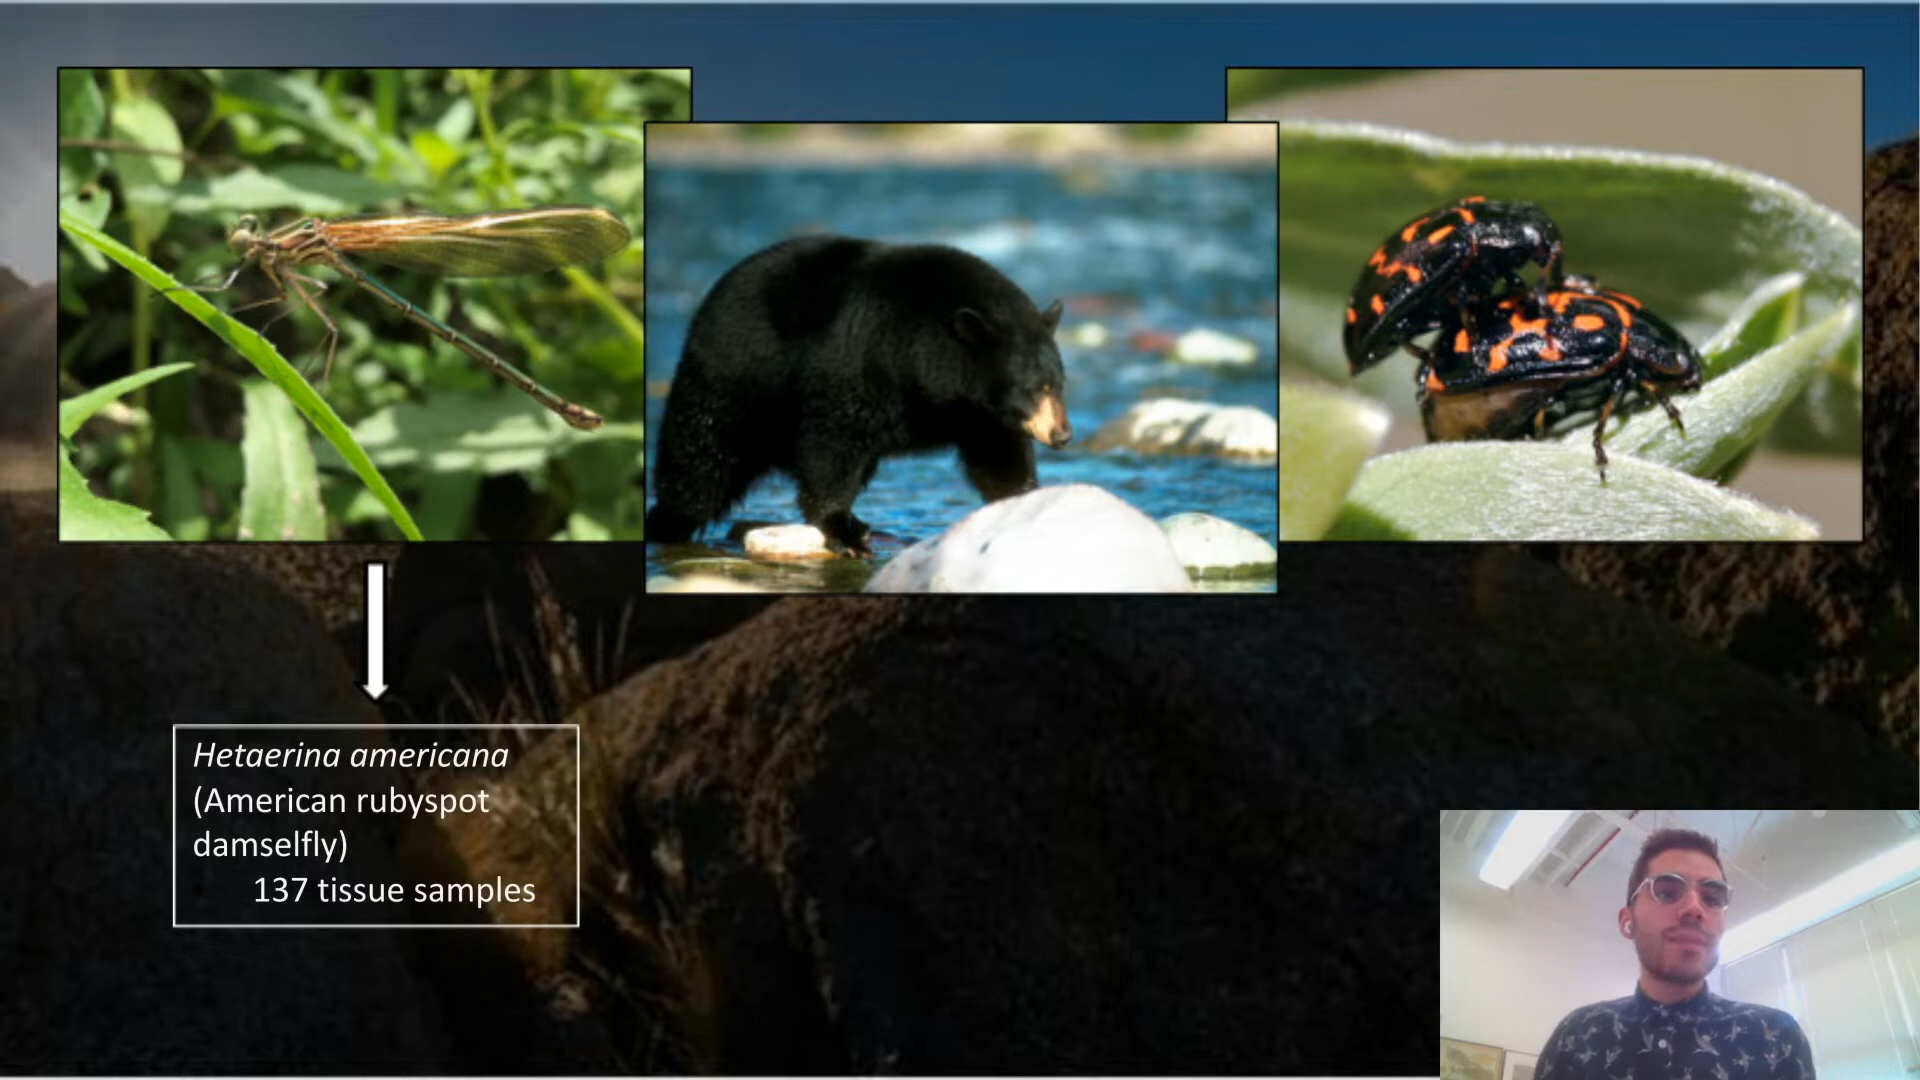 Hetaerina americana
(American rubyspot
damselfly)
137 tissue samples